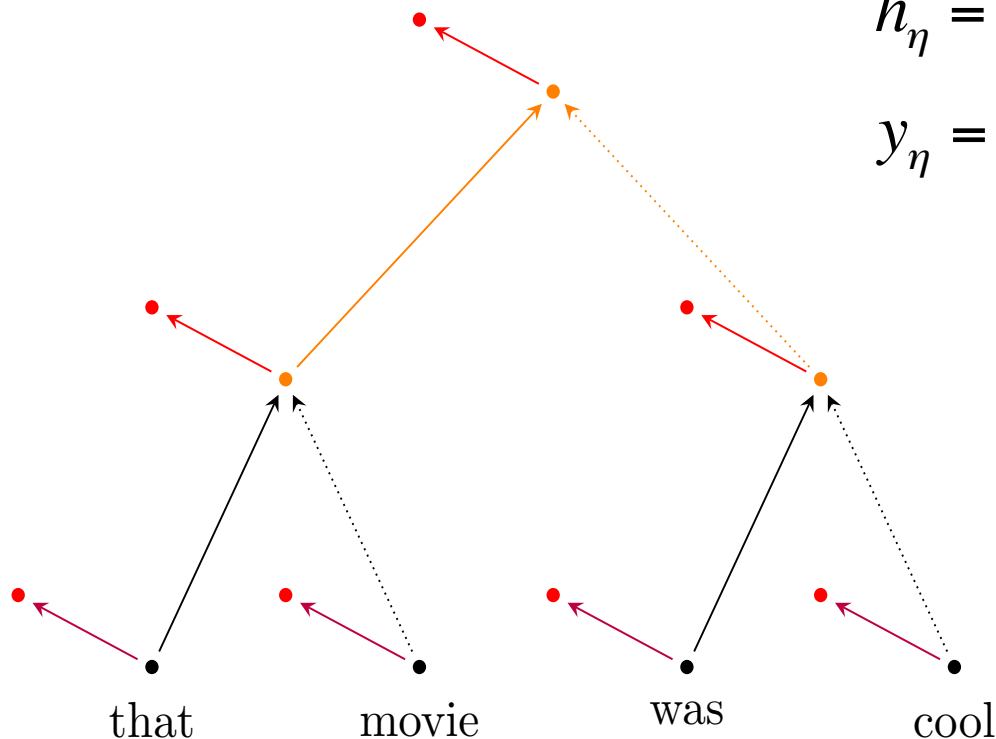 h_η =
y_η =
that movie was cool